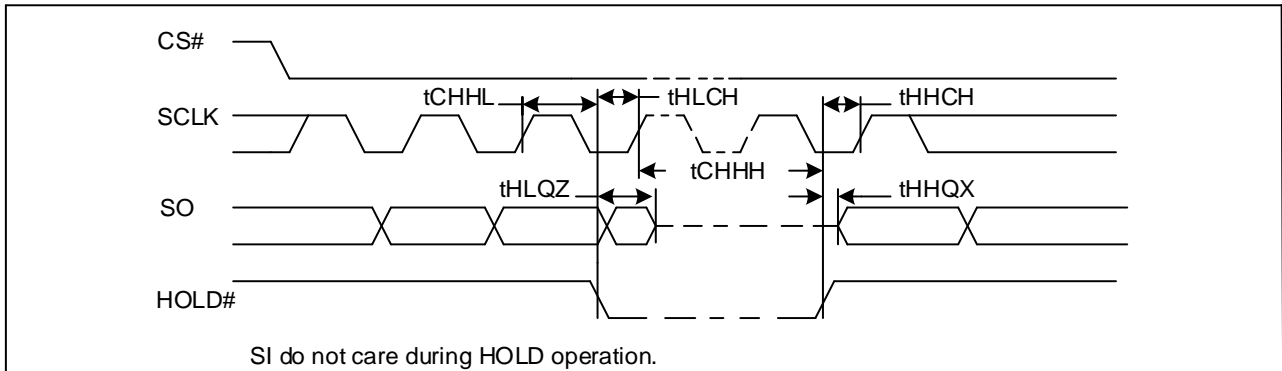 CS#
tCHHL
tHLCH
tHHCH
SCLK
tCHHH
tHLQZ
tHHQX
SO
HOLD#
SI do not care during HOLD operation.